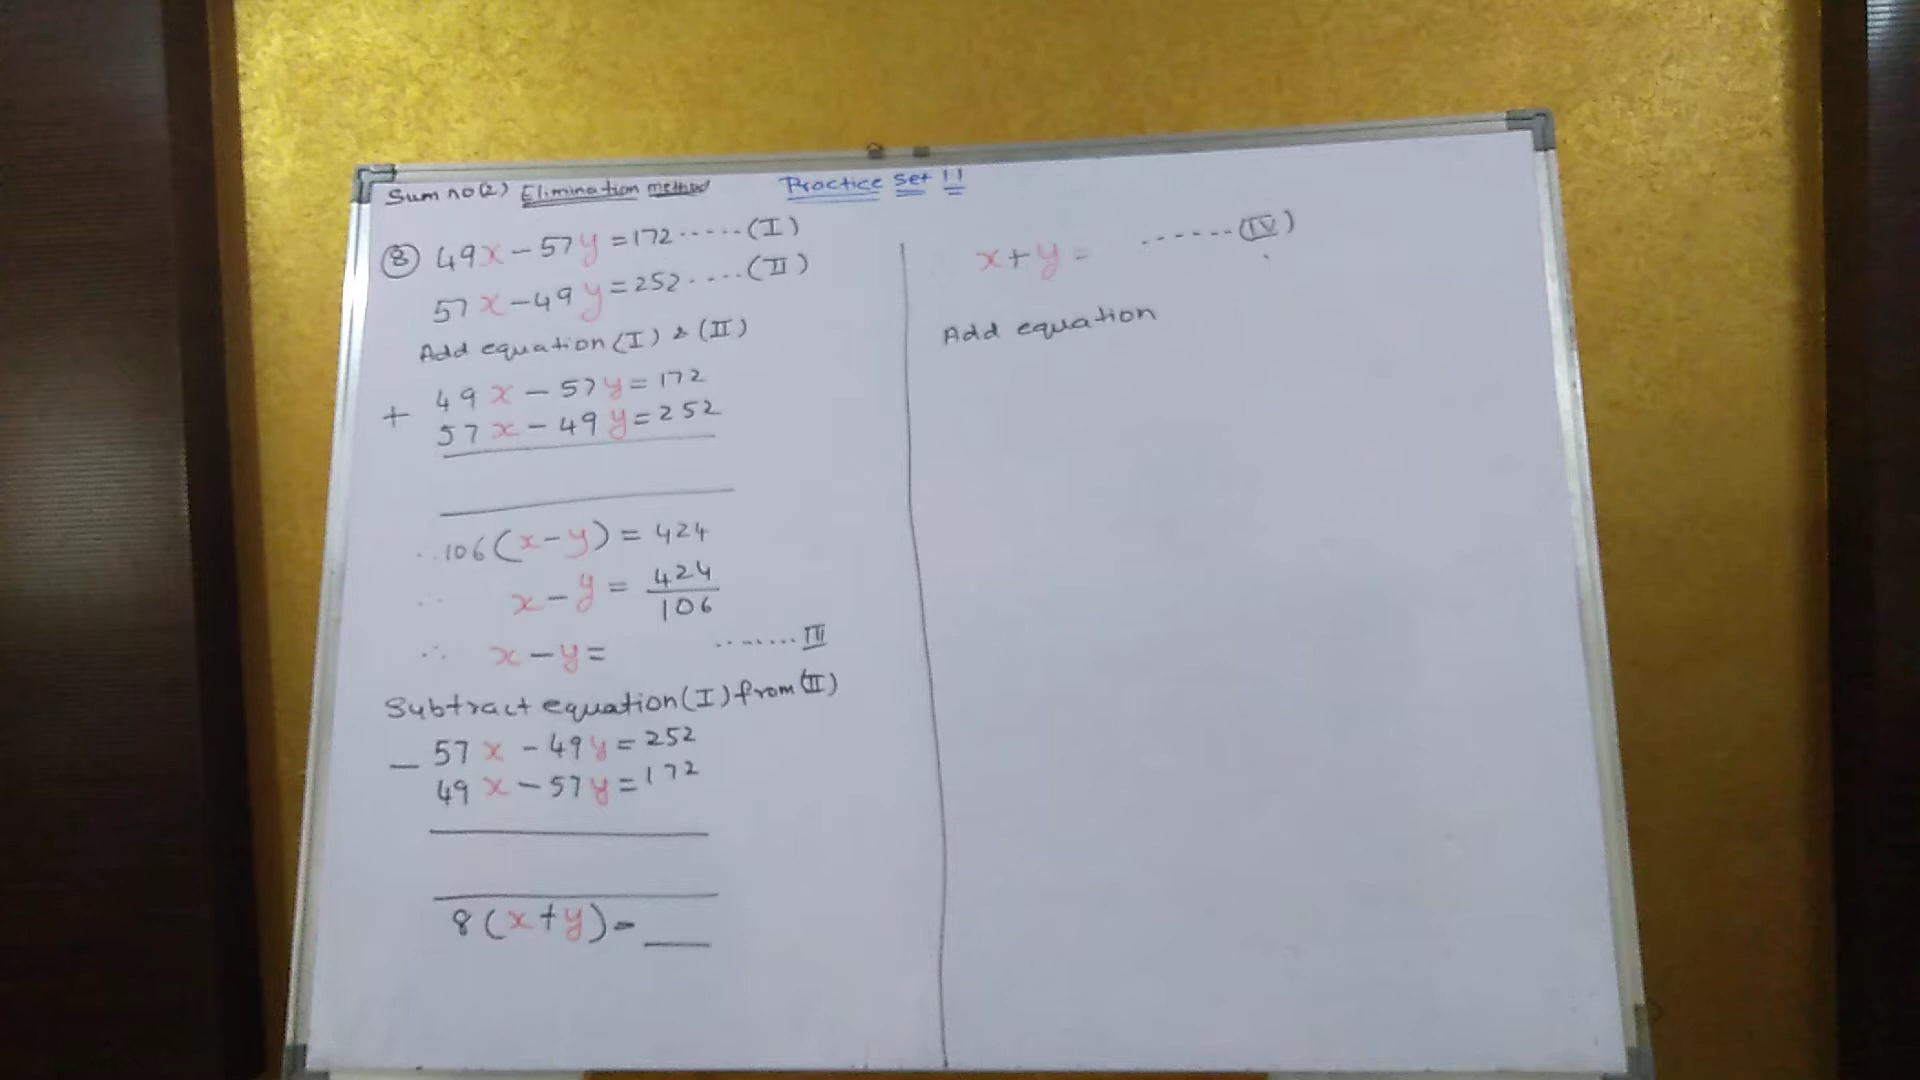 Sum no(2) Elimination method Practice Set 1.1
⑧ 49x-57y=172.....(I)
57x-49y=252....(II)
Add equation(I) & (II)
+ 49x-57y=172
57x-49y=252
106(x-y)=424
∴ x-y=424/106
∴ x-y= ........III
Subtract equation(I) from(II)
- 57x-49y=252
49x-57y=172
8(x+y)=__
x+y= ......(IV)
Add equation